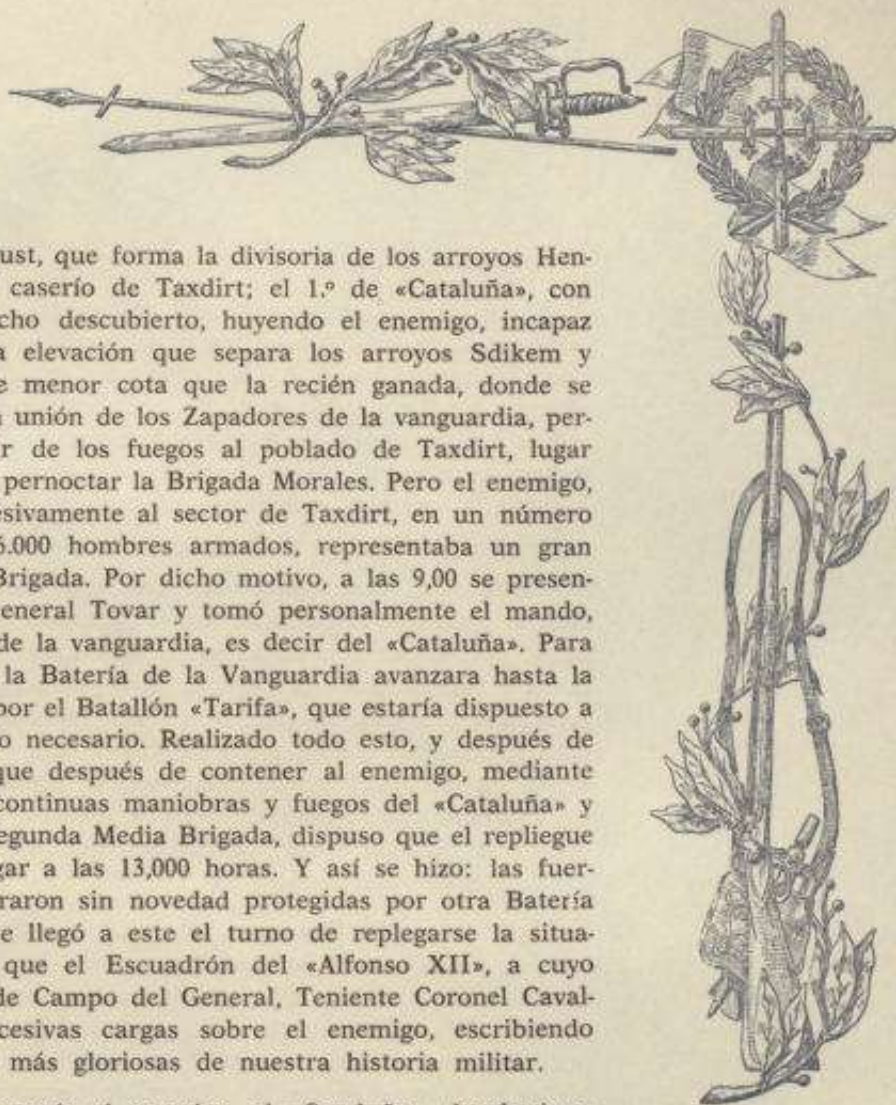 ust, que forma la divisoria de los arroyos Hen-
caserío de Taxdirt; el 1.º de «Cataluña», con
cho descubierto, huyendo el enemigo, incapaz
a elevación que separa los arroyos Sdikem y
e menor cota que la recién ganada, donde se
unión de los Zapadores de la vanguardia, per-
r de los fuegos al poblado de Taxdirt, lugar
pernoctar la Brigada Morales. Pero el enemigo,
esivamente al sector de Taxdirt, en un número
6.000 hombres armados, representaba un gran
Brigada. Por dicho motivo, a las 9,00 se presen-
eneral Tovar y tomó personalmente el mando,
de la vanguardia, es decir del «Cataluña». Para
la Batería de la Vanguardia avanzara hasta la
por el Batallón «Tarifa», que estaría dispuesto a
o necesario. Realizado todo esto, y después de
que después de contener al enemigo, mediante
continuas maniobras y fuegos del «Cataluña» y
egunda Media Brigada, dispuso que el repliegue
gar a las 13,000 horas. Y así se hizo: las fuer-
raron sin novedad protegidas por otra Batería
e llegó a este el turno de replegarse la situa-
que el Escuadrón del «Alfonso XII», a cuyo
de Campo del General, Teniente Coronel Caval-
cesivas cargas sobre el enemigo, escribiendo
más gloriosas de nuestra historia militar.